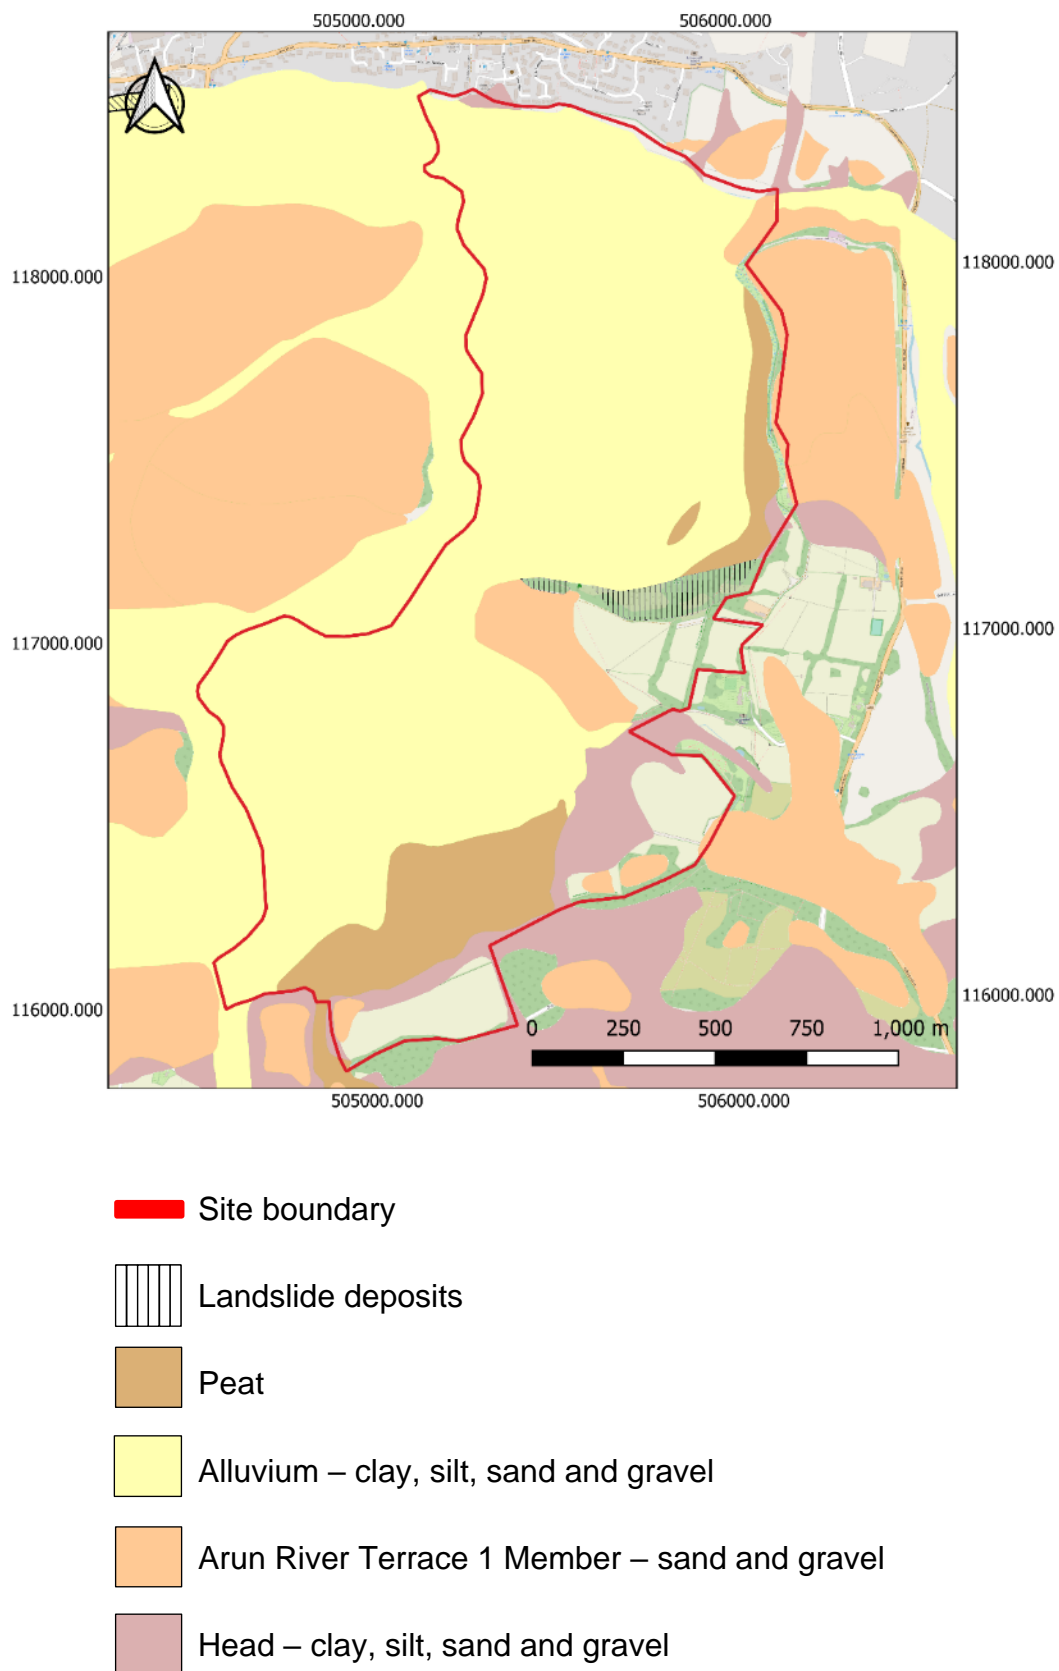 505000.000 506000.000
118000.000 118000.000
117000.000 117000.000
116000.000 116000.000
0 250 500 750 1,000 m
505000.000 506000.000
Site boundary
Landslide deposits
Peat
Alluvium – clay, silt, sand and gravel
Arun River Terrace 1 Member – sand and gravel
Head – clay, silt, sand and gravel